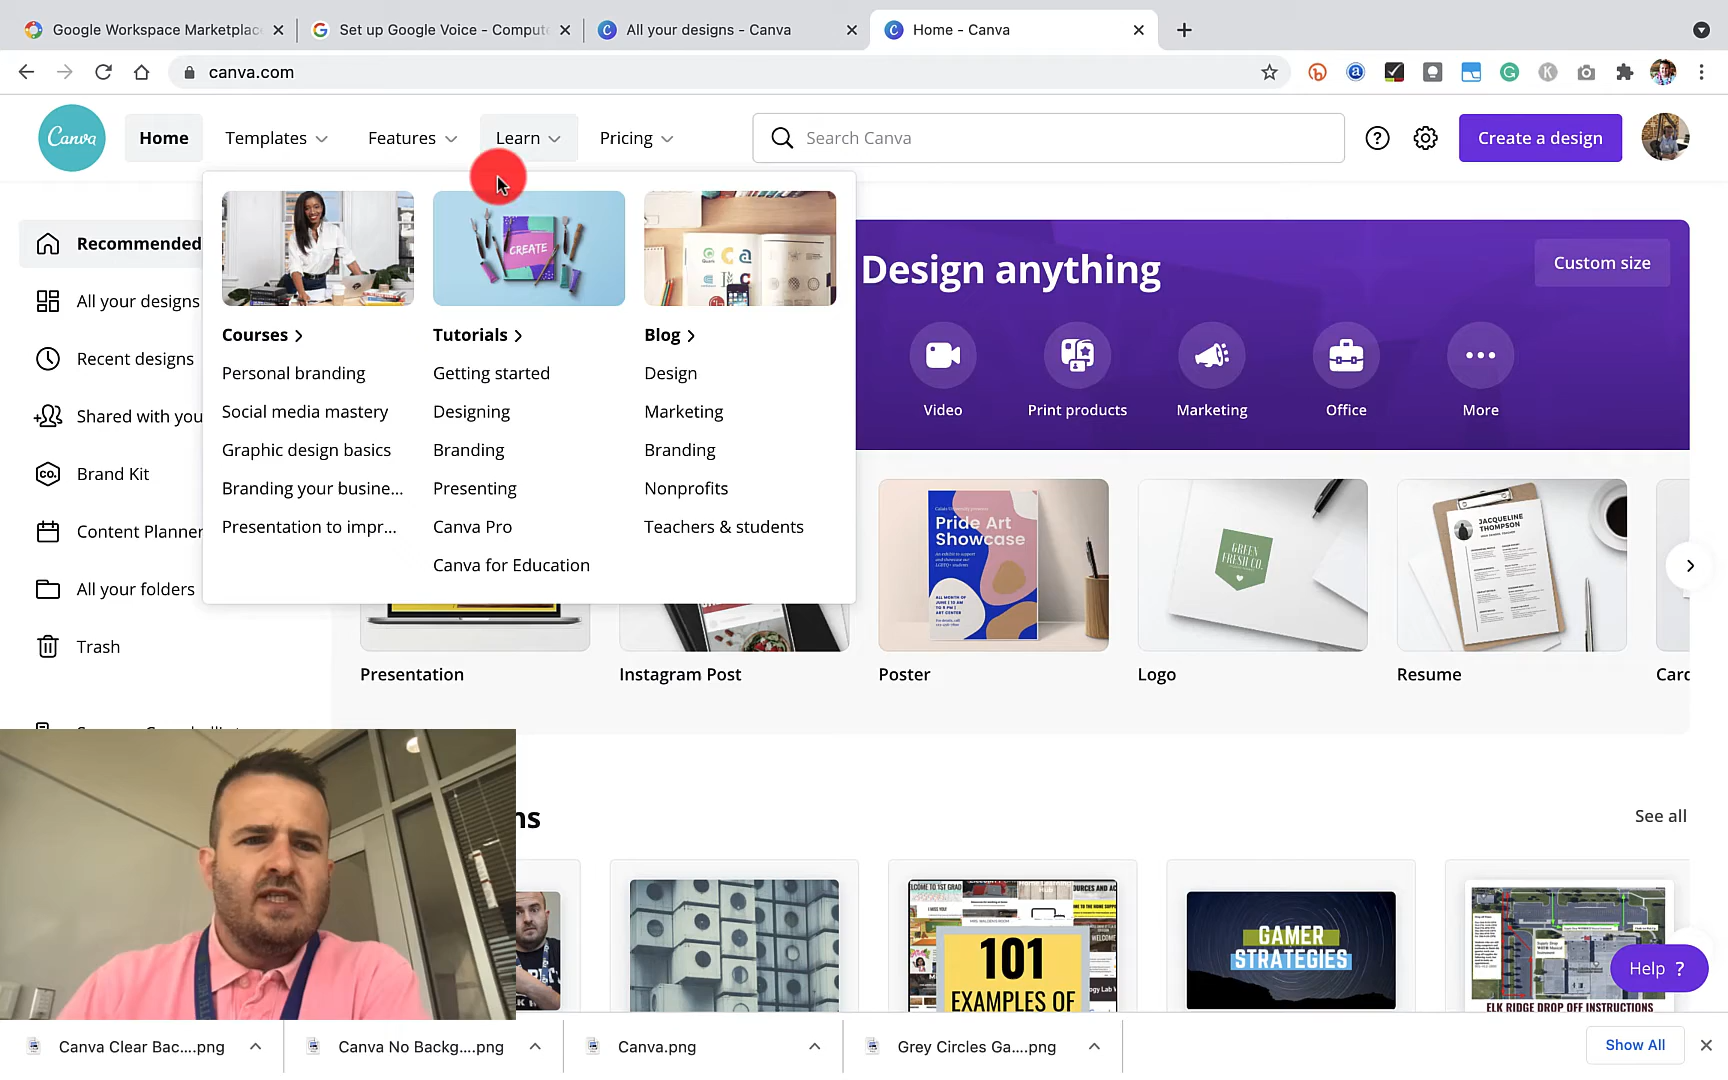 Google Workspace Marketplac
Set up Google Voice - Compute
All your designs - Canva
Home - Canva
canva.com
Canva
Home
Templates
Features
Learn
Pricing
Search Canva
Create a design
Recommended
All your designs
Recent designs
Shared with you
Brand Kit
Content Planner
All your folders
Trash
CREATE
Courses
Personal branding
Social media mastery
Graphic design basics
Branding your busine...
Presentation to impr...
Tutorials
Getting started
Designing
Branding
Presenting
Canva Pro
Canva for Education
Blog
Design
Marketing
Branding
Nonprofits
Teachers & students
Design anything
Custom size
Video
Print products
Marketing
Office
More
Pride Art
Showcase
GREEN
FRESH CO.
JACQUELINE
THOMPSON
Presentation
Instagram Post
Poster
Logo
Resume
Card
ns
See all
101
EXAMPLES OF
GAMER
STRATEGIES
ELK RIDGE DROP OFF INSTRUCTIONS
Help ?
Canva Clear Bac....png
Canva No Backg....png
Canva.png
Grey Circles Ga....png
Show All